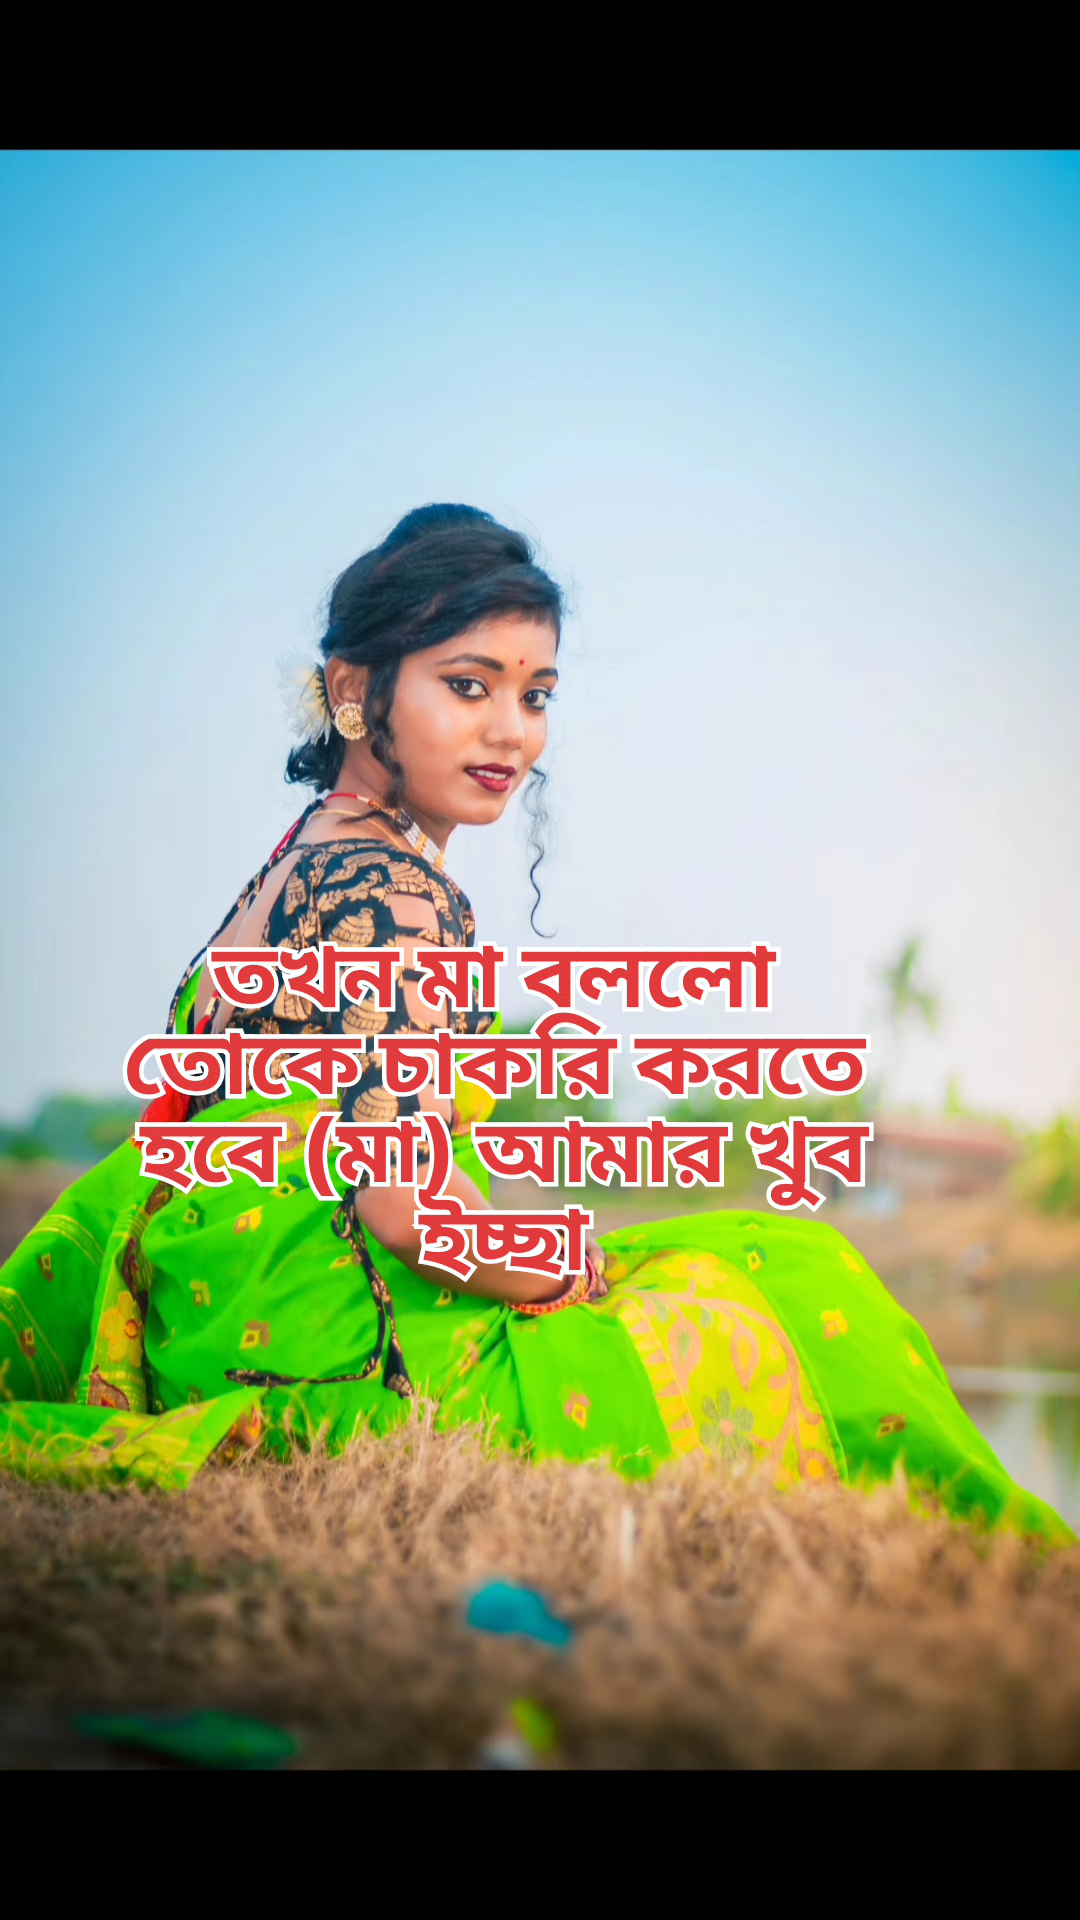 তখন মা বললো
তোকে চাকরি করতে
হবে (মা) আমার খুব
ইচ্ছা